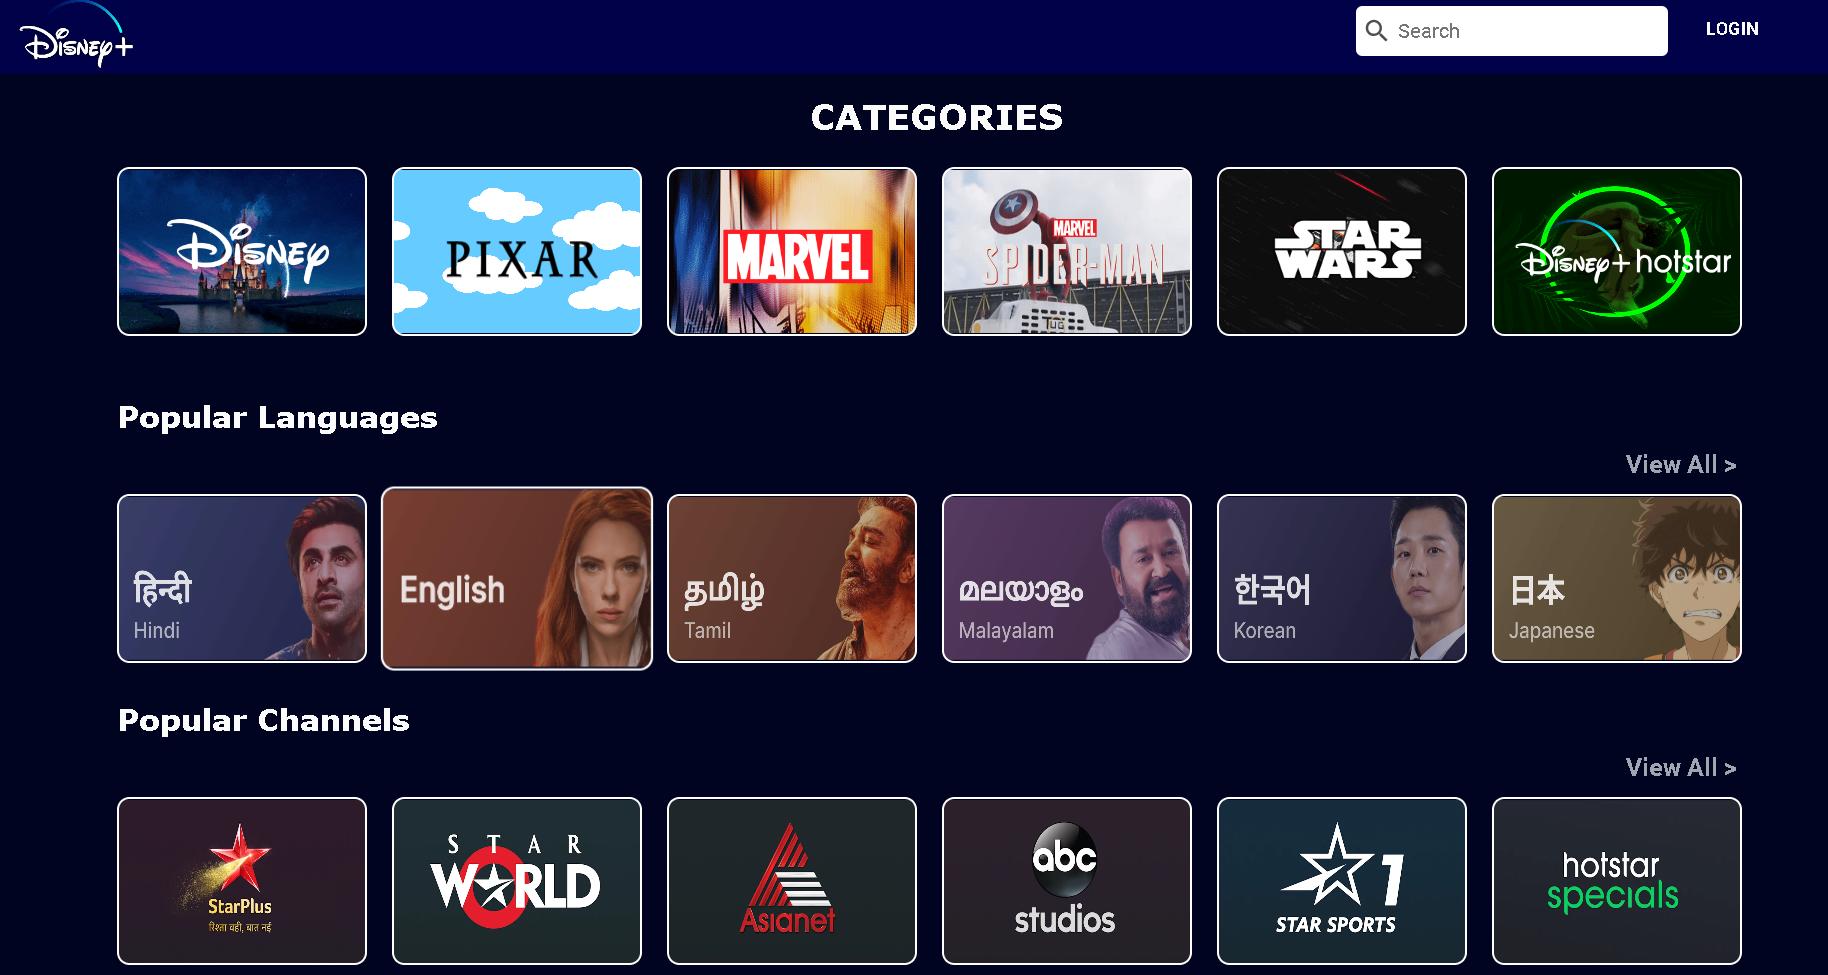 Disney+
Search
LOGIN
CATEGORIES
Disney
PIXAR
MARVEL
MARVEL
SPIDER-MAN
TUG
STAR
WARS
Disney+ hotstar
Popular Languages
View All >
हिन्दी
Hindi
English
தமிழ்
Tamil
മലയാളം
Malayalam
한국어
Korean
日本
Japanese
Popular Channels
View All >
StarPlus
रिश्ता वही, बात नई
STAR
WORLD
Asianet
abc
studios
1
STAR SPORTS
hotstar
specials